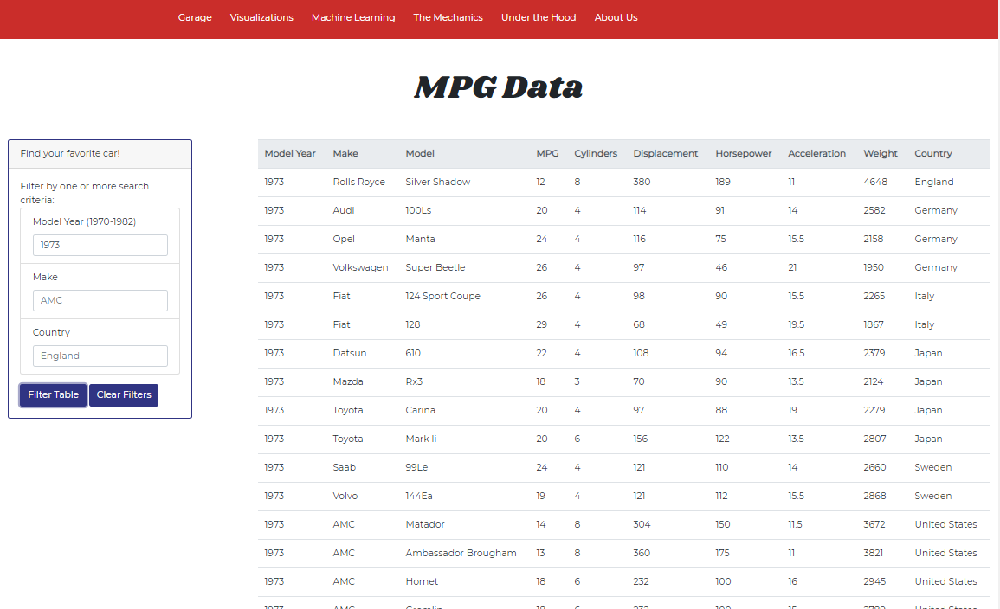 Garage Visualizations Machine Learning The Mechanics Under the Hood About Us
MPG Data
Find your favorite car!
Filter by one or more search
criteria:
Model Year (1970-1982)
1973
Make
AMC
Country
England
Filter Table Clear Filters
Model Year Make Model MPG Cylinders Displacement Horsepower Acceleration Weight Country
1973 Rolls Royce Silver Shadow 12 8 380 189 11 4648 England
1973 Audi 100Ls 20 4 114 91 14 2582 Germany
1973 Opel Manta 24 4 116 75 15.5 2158 Germany
1973 Volkswagen Super Beetle 26 4 97 46 21 1950 Germany
1973 Fiat 124 Sport Coupe 26 4 98 90 15.5 2265 Italy
1973 Fiat 128 29 4 68 49 19.5 1867 Italy
1973 Datsun 610 22 4 108 94 16.5 2379 Japan
1973 Mazda Rx3 18 3 70 90 13.5 2124 Japan
1973 Toyota Carina 20 4 97 88 19 2279 Japan
1973 Toyota Mark Ii 20 6 156 122 13.5 2807 Japan
1973 Saab 99Le 24 4 121 110 14 2660 Sweden
1973 Volvo 144Ea 19 4 121 112 15.5 2868 Sweden
1973 AMC Matador 14 8 304 150 11.5 3672 United States
1973 AMC Ambassador Brougham 13 8 360 175 11 3821 United States
1973 AMC Hornet 18 6 232 100 16 2945 United States
1973 AMC Gremlin 18 6 232 100 15 2789 United States